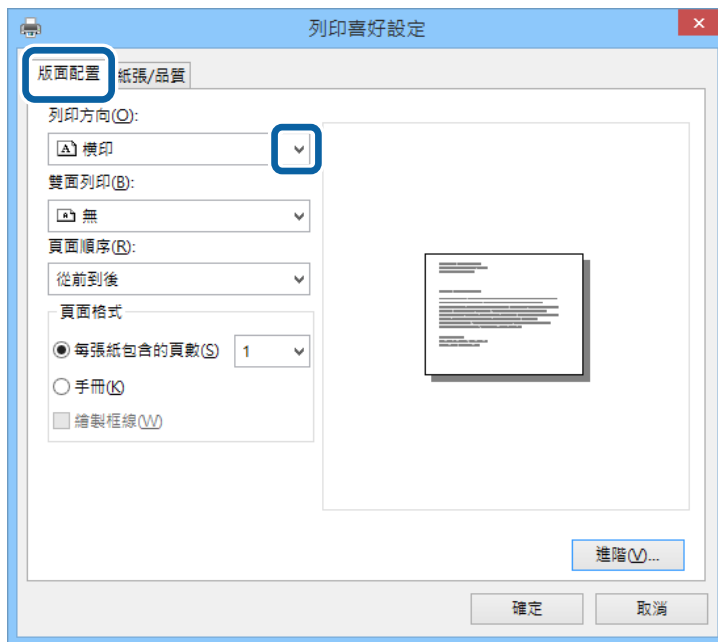 列印喜好設定
版面配置
紙張/品質
列印方向(O):
A 橫印
雙面列印(B):
無
頁面順序(R):
從前到後
頁面格式
每張紙包含的頁數(S) 1
手冊(K)
繪製框線(W)
進階(V)...
確定
取消